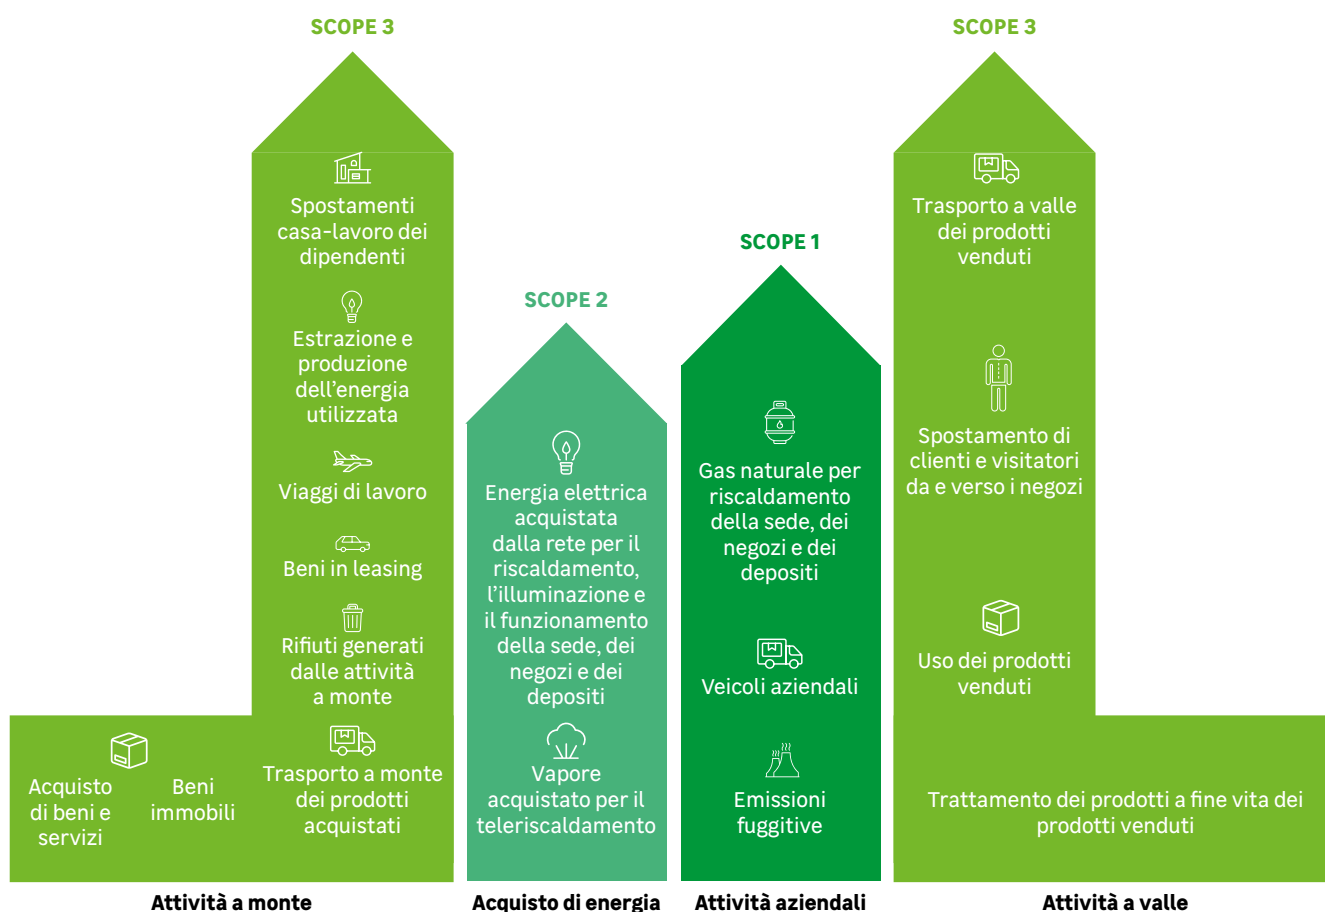 SCOPE 3
Spostamenti
casa-lavoro dei
dipendenti
Estrazione e
produzione
dell'energia
utilizzata
Viaggi di lavoro
Beni in leasing
Rifiuti generati
dalle attività
a monte
Acquisto
di beni e
servizi
Beni
immobili
Trasporto a monte
dei prodotti
acquistati
Attività a monte
SCOPE 2
Energia elettrica
acquistata
dalla rete per il
riscaldamento,
l'illuminazione e
il funzionamento
della sede, dei
negozi e dei
depositi
Vapore
acquistato per il
teleriscaldamento
Acquisto di energia
SCOPE 1
Gas naturale per
riscaldamento
della sede, dei
negozi e dei
depositi
Veicoli aziendali
Emissioni
fuggitive
Attività aziendali
SCOPE 3
Trasporto a valle
dei prodotti
venduti
Spostamento di
clienti e visitatori
da e verso i negozi
Uso dei prodotti
venduti
Trattamento dei prodotti a fine vita dei
prodotti venduti
Attività a valle